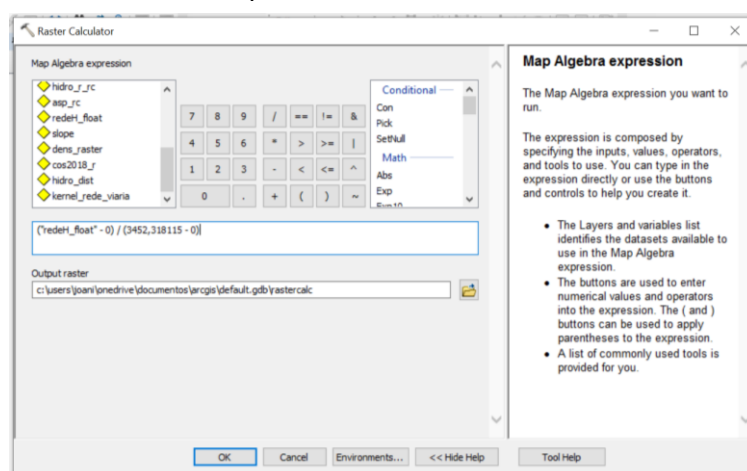 Raster Calculator
Map Algebra expression
hidro_r_rc
asp_rc
redeH_float
slope
dens_raster
cos2018_r
hidro_dist
kernel_rede_viaria
7 8 9 / == != &
4 5 6 * > >= |
1 2 3 - < <= ^
0 . + ( ) ~
Conditional
Con
Pick
SetNull
Math
Abs
Exp
Exp10
("redeH_float" - 0) / (3452,318115 - 0)
Output raster
c:\users\joani\onedrive\documentos\arcgis\default.gdb\rastercalc
OK Cancel Environments... << Hide Help Tool Help
Map Algebra expression
The Map Algebra expression you want to
run.
The expression is composed by
specifying the inputs, values, operators,
and tools to use. You can type in the
expression directly or use the buttons
and controls to help you create it.
• The Layers and variables list
identifies the datasets available to
use in the Map Algebra
expression.
• The buttons are used to enter
numerical values and operators
into the expression. The ( and )
buttons can be used to apply
parentheses to the expression.
• A list of commonly used tools is
provided for you.